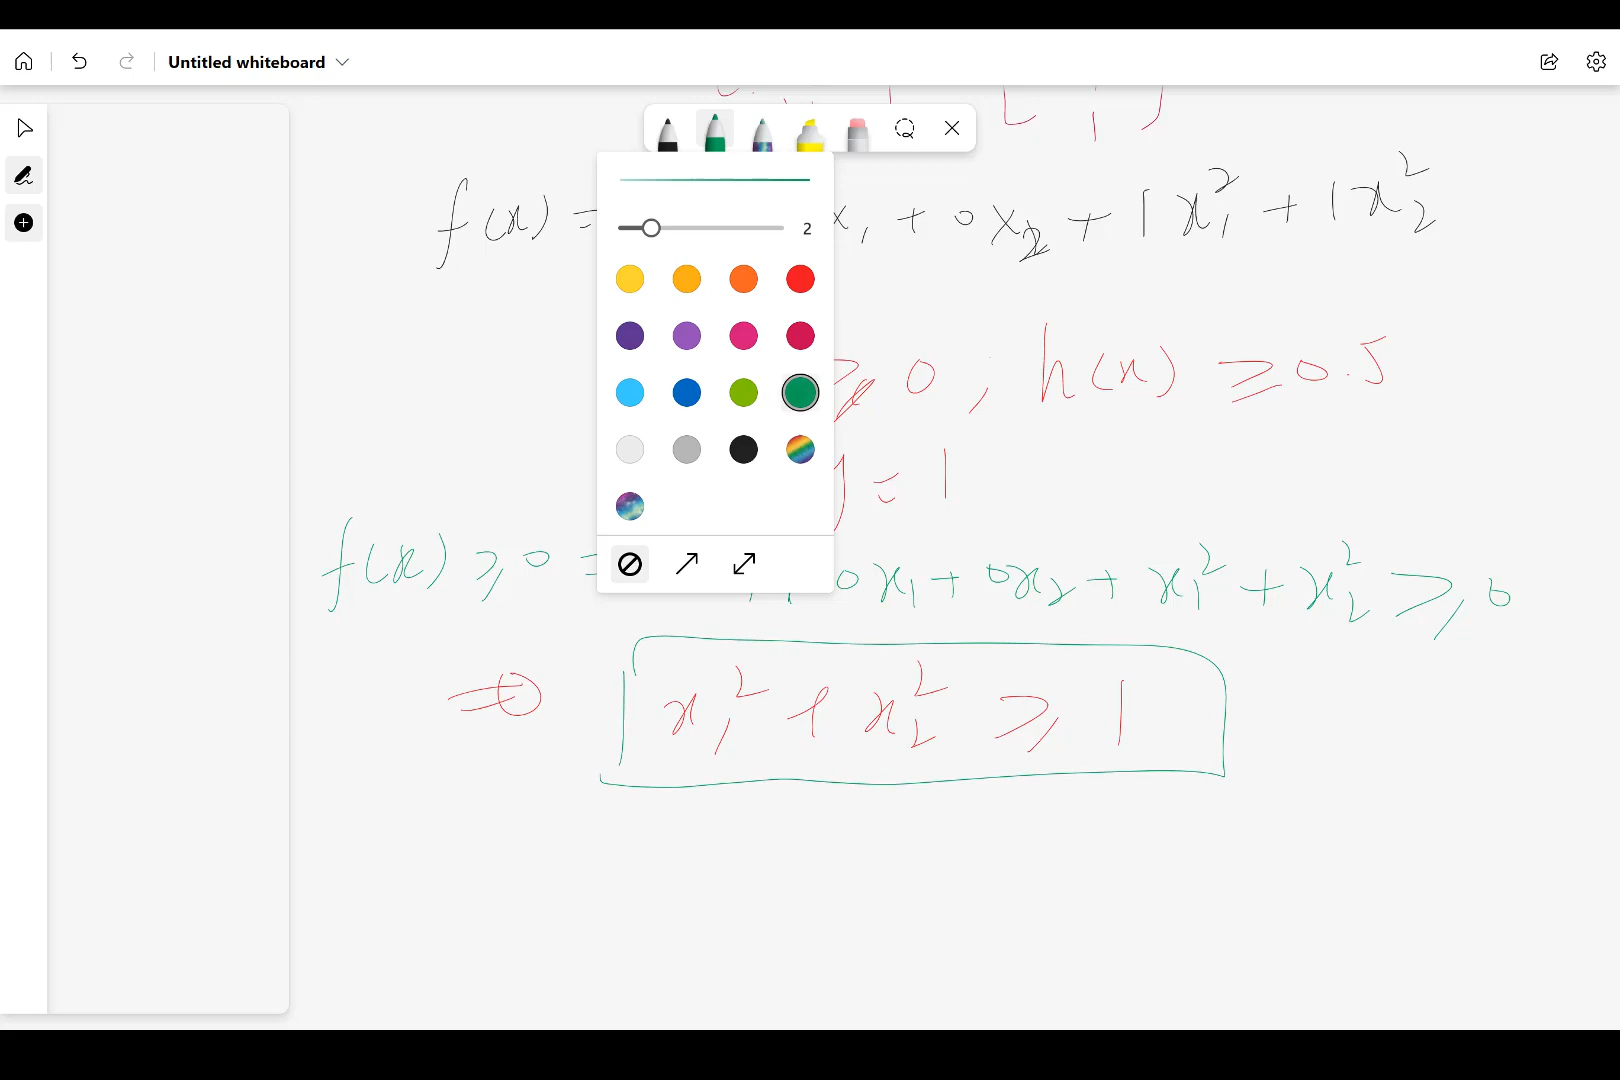 Untitled whiteboard
f(x) = x₁ + 0x₂ + 1x₁² + 1x₂²
2
≥ 0 , h(x) ≥ 0.5
y = 1
f(x) ≥ 0 = 0x₁ + 0x₂ + x₁² + x₂² ≥ 0
⇒ x₁² + x₂² ≥ 1